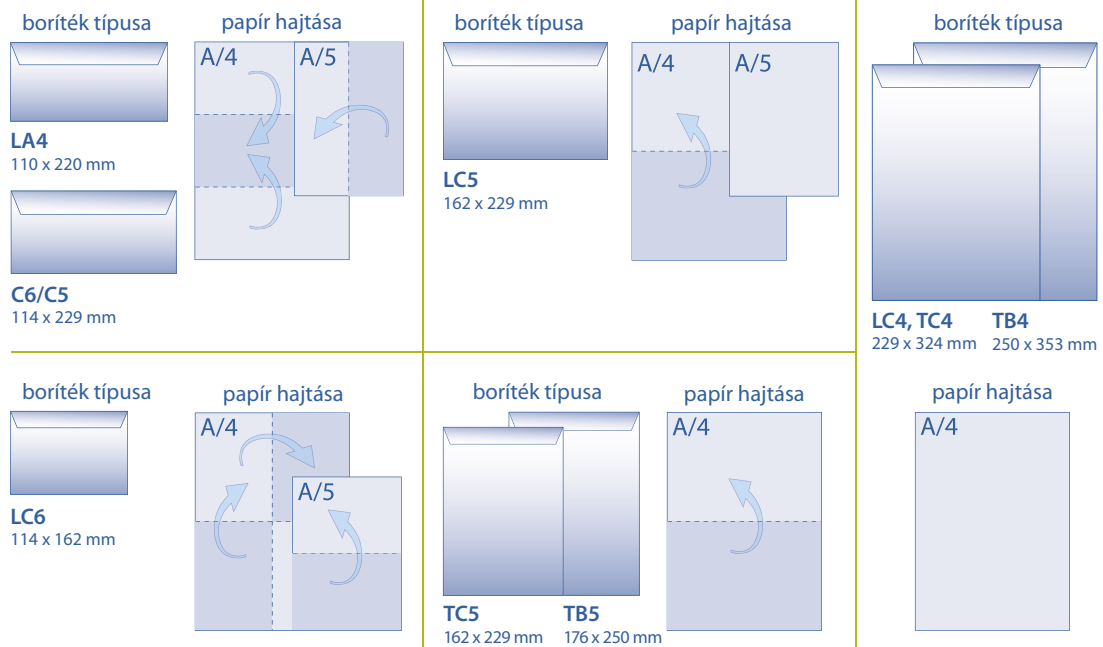 boríték típusa
papír hajtása
A/4
A/5
LA4
110 x 220 mm
C6/C5
114 x 229 mm
boríték típusa
papír hajtása
A/4
A/5
LC5
162 x 229 mm
boríték típusa
LC4, TC4
229 x 324 mm
TB4
250 x 353 mm
boríték típusa
papír hajtása
A/4
A/5
LC6
114 x 162 mm
boríték típusa
papír hajtása
A/4
TC5
162 x 229 mm
TB5
176 x 250 mm
papír hajtása
A/4